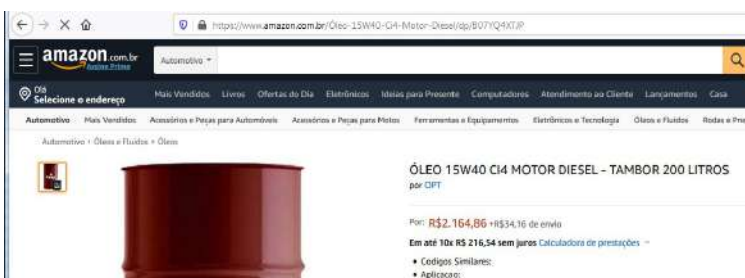 https://www.amazon.com.br/Óleo-15W40-Ci4-Motor-Diesel/dp/B07YQ4XTJP
amazon.com.br
Assine Prime
Automotivo
Olá
Selecione o endereço
Mais Vendidos Livros Ofertas do Dia Eletrônicos Ideias para Presente Computadores Atendimento ao Cliente Lançamentos Casa
Automotivo Mais Vendidos Acessórios e Peças para Automóveis Acessórios e Peças para Motos Ferramentas e Equipamentos Eletrônicos e Tecnologia Óleos e Fluidos Rodas e Pne
Automotivo › Óleos e Fluidos › Óleos
ÓLEO 15W40 CI4 MOTOR DIESEL - TAMBOR 200 LITROS
por OPT
Por: R$2.164,86 +R$34,16 de envio
Em até 10x R$ 216,54 sem juros Calculadora de prestações
• Codigos Similares:
• Aplicacao: